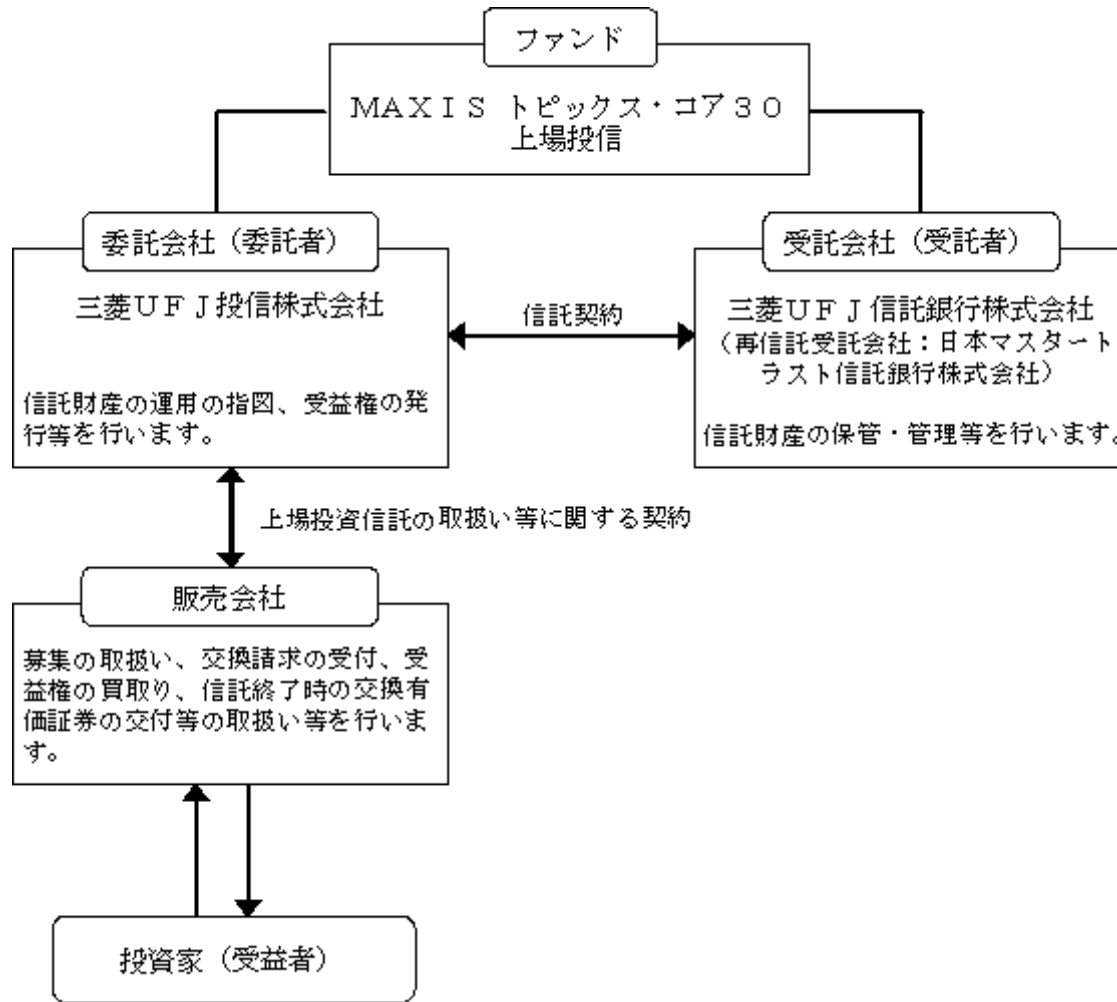 ファンド
ＭＡＸＩＳ トピックス・コア３０
上場投信
委託会社（委託者）
三菱ＵＦＪ投信株式会社
信託財産の運用の指図、受益権の発
行等を行います。
信託契約
受託会社（受託者）
三菱ＵＦＪ信託銀行株式会社
（再信託受託会社：日本マスタート
ラスト信託銀行株式会社）
信託財産の保管・管理等を行います。
上場投資信託の取扱い等に関する契約
販売会社
募集の取扱い、交換請求の受付、受
益権の買取り、信託終了時の交換有
価証券の交付等の取扱い等を行いま
す。
投資家（受益者）